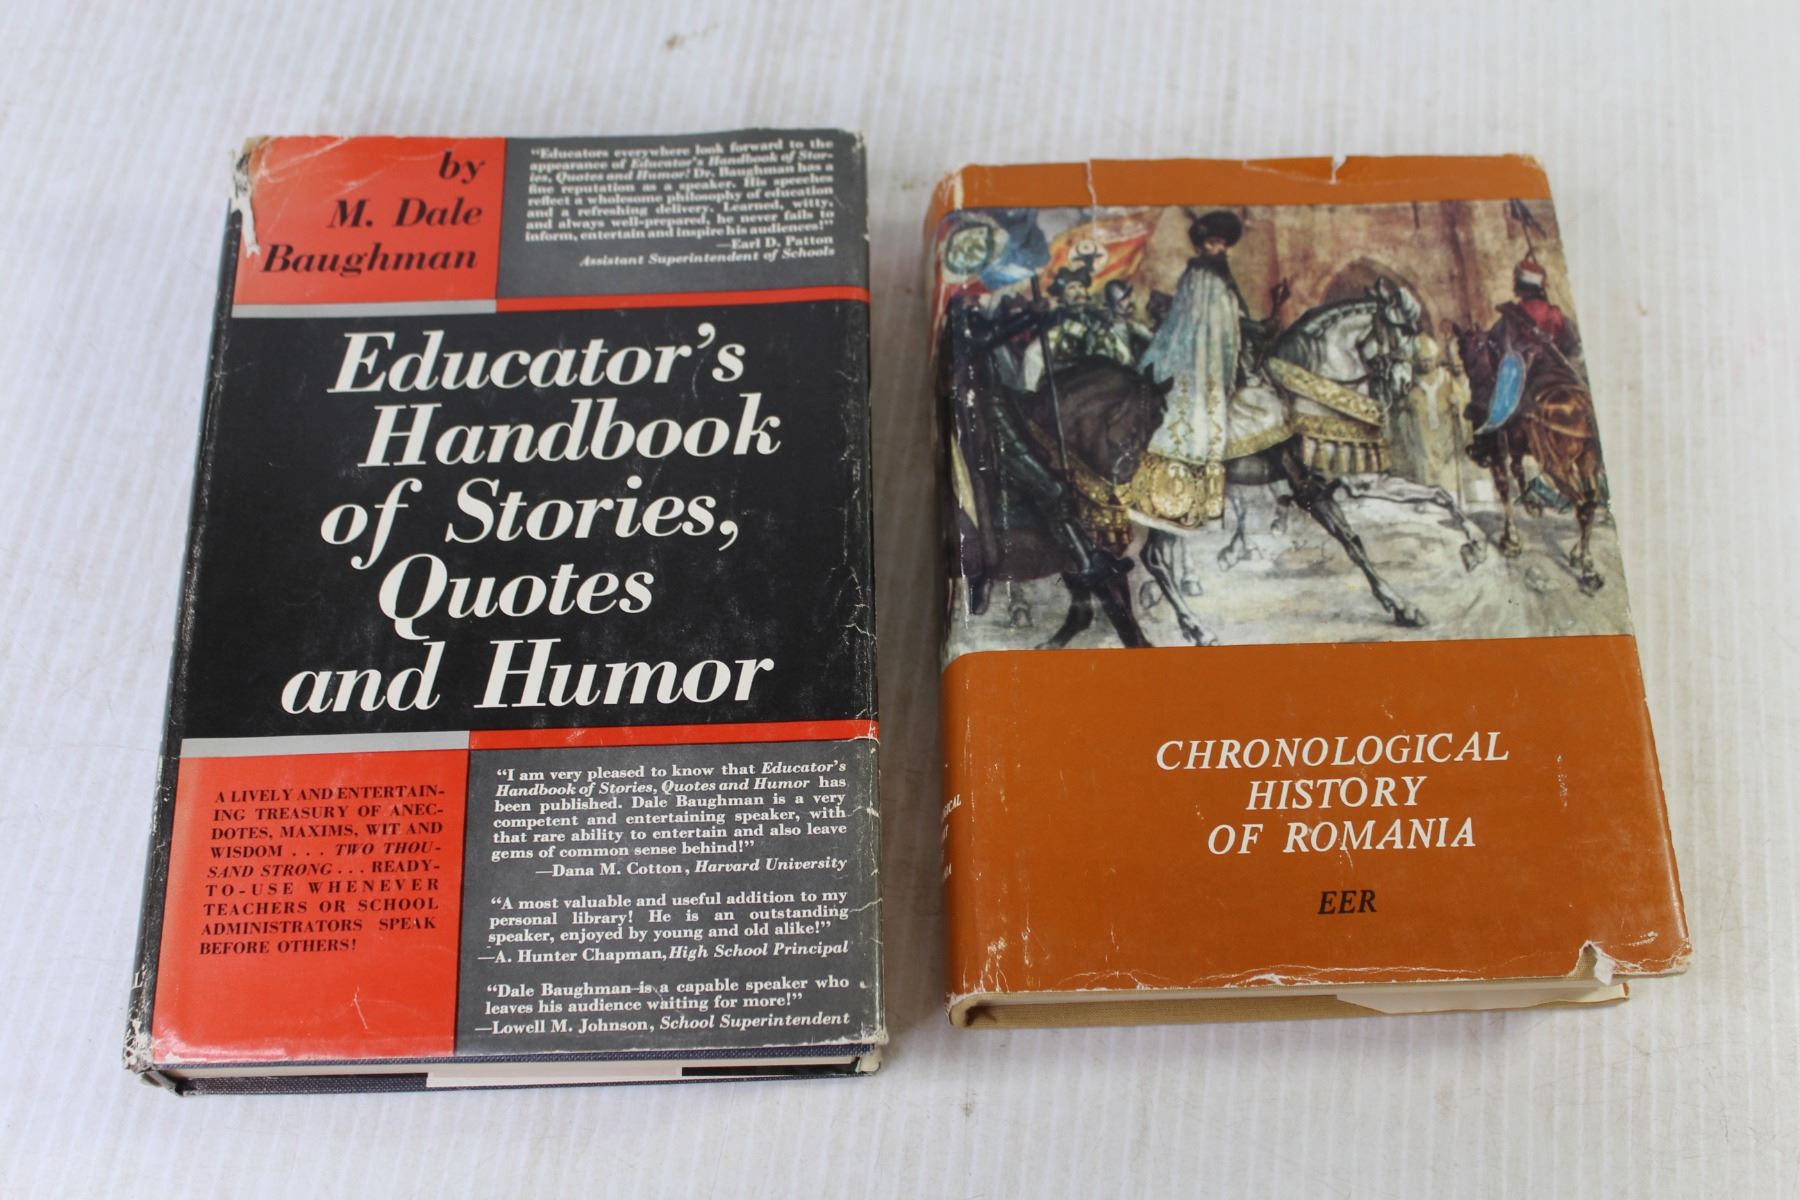 by
M. Dale
Baughman
"Educators everywhere look forward to the
appearance of Educator's Handbook of Stor-
ies, Quotes and Humor! Dr. Baughman has a
fine reputation as a speaker. His speeches
reflect a wholesome philosophy of education
and a refreshing delivery. Learned, witty,
and always well-prepared, he never fails to
inform, entertain and inspire his audiences!"
—Earl D. Patton
Assistant Superintendent of Schools
Educator's
Handbook
of Stories,
Quotes
and Humor
A LIVELY AND ENTERTAIN-
ING TREASURY OF ANEC-
DOTES, MAXIMS, WIT AND
WISDOM . . . TWO THOU-
SAND STRONG . . . READY-
TO-USE WHENEVER
TEACHERS OR SCHOOL
ADMINISTRATORS SPEAK
BEFORE OTHERS!
"I am very pleased to know that Educator's
Handbook of Stories, Quotes and Humor has
been published. Dale Baughman is a very
competent and entertaining speaker, with
that rare ability to entertain and also leave
gems of common sense behind!"
—Dana M. Cotton, Harvard University
"A most valuable and useful addition to my
personal library! He is an outstanding
speaker, enjoyed by young and old alike!"
—A. Hunter Chapman, High School Principal
"Dale Baughman is a capable speaker who
leaves his audience waiting for more!"
—Lowell M. Johnson, School Superintendent
CHRONOLOGICAL
HISTORY
OF ROMANIA
EER